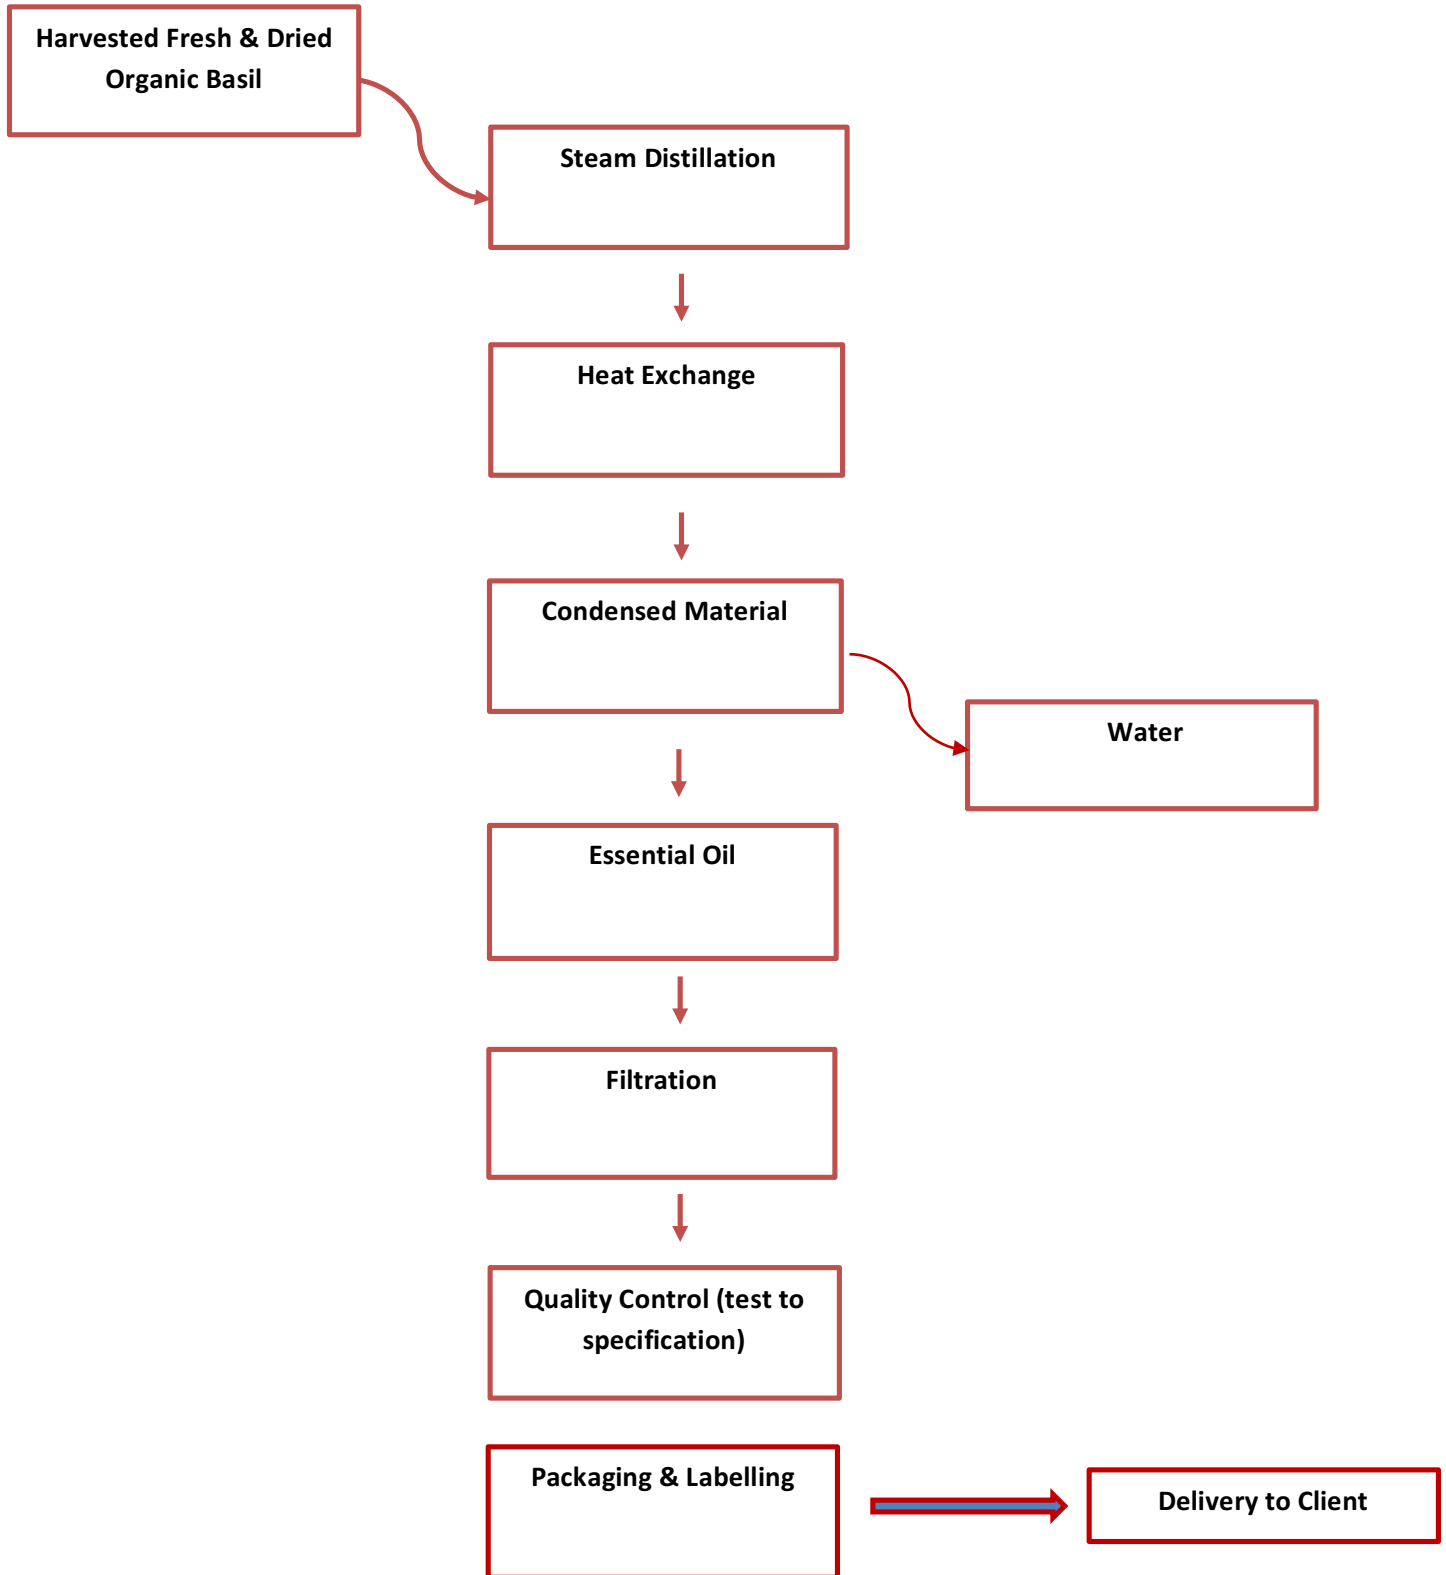 Harvested Fresh & Dried
Organic Basil
Steam Distillation
Heat Exchange
Condensed Material
Water
Essential Oil
Filtration
Quality Control (test to
specification)
Packaging & Labelling
Delivery to Client